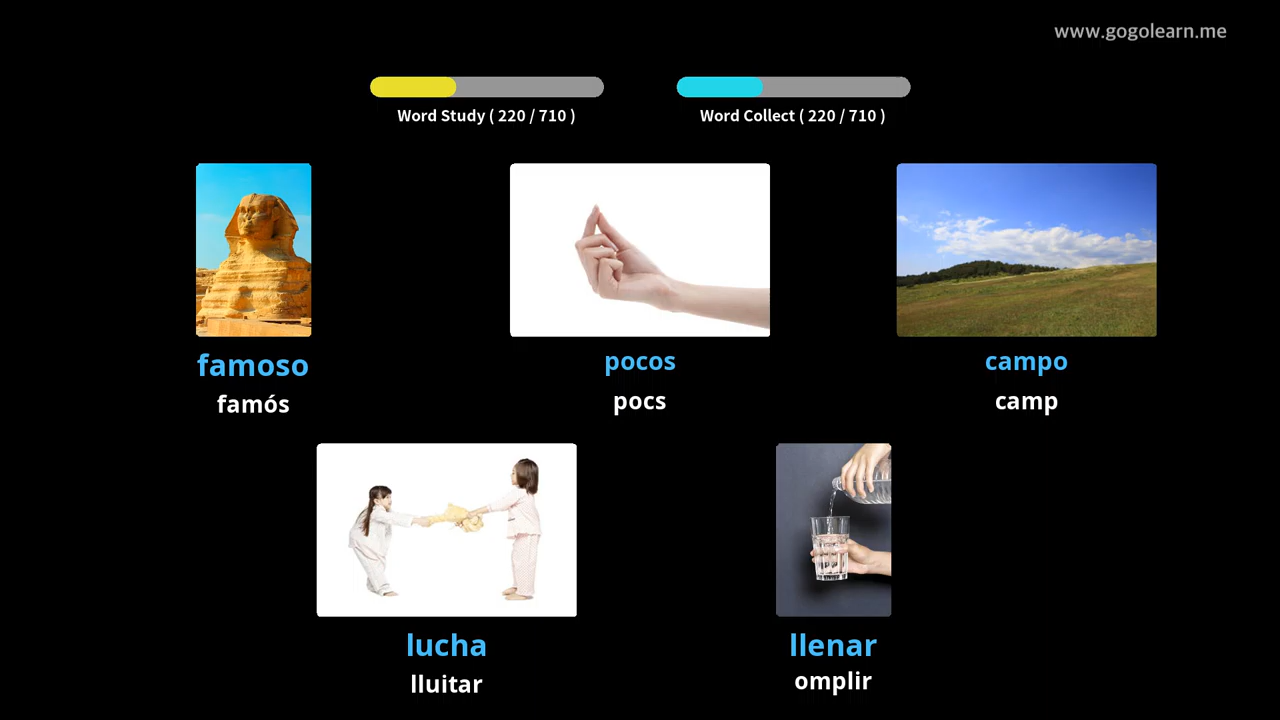 www.gogolearn.me
Word Study ( 220 / 710 )
Word Collect ( 220 / 710 )
famoso
famós
pocos
pocs
campo
camp
lucha
lluitar
llenar
omplir